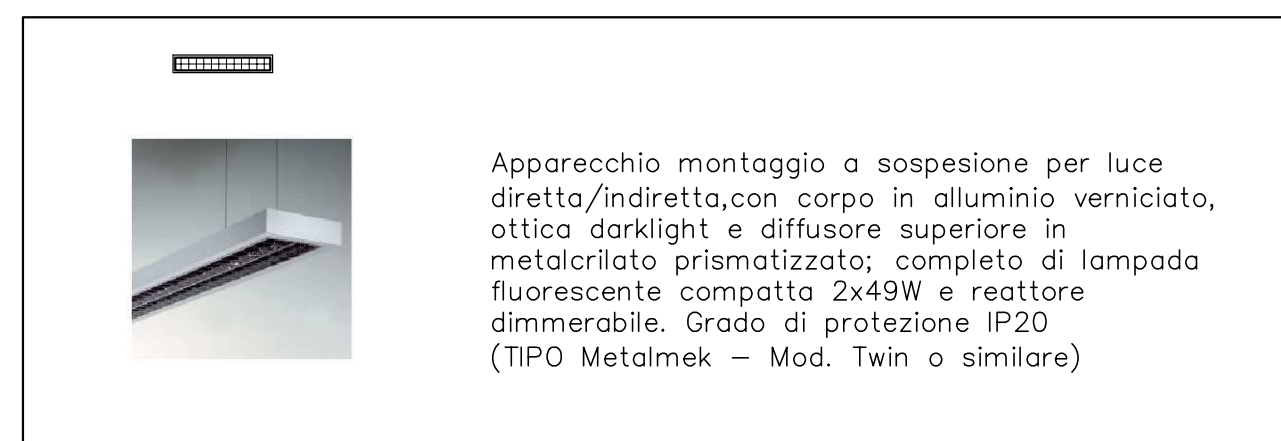 Apparecchio montaggio a sospesione per luce
diretta/indiretta,con corpo in alluminio verniciato,
ottica darklight e diffusore superiore in
metalcrilato prismatizzato; completo di lampada
fluorescente compatta 2x49W e reattore
dimmerabile. Grado di protezione IP20
(TIPO Metalmek – Mod. Twin o similare)